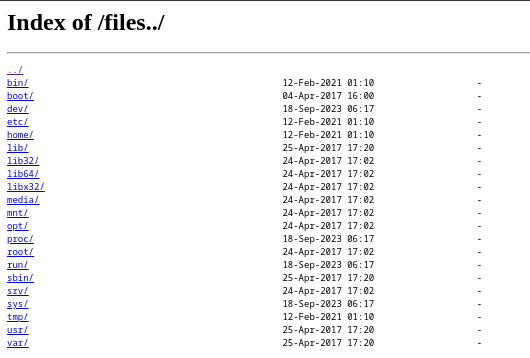 Index of /files../
../
bin/ 12-Feb-2021 01:10 -
boot/ 04-Apr-2017 16:00 -
dev/ 18-Sep-2023 06:17 -
etc/ 12-Feb-2021 01:10 -
home/ 12-Feb-2021 01:10 -
lib/ 25-Apr-2017 17:20 -
lib32/ 24-Apr-2017 17:02 -
lib64/ 24-Apr-2017 17:02 -
libx32/ 24-Apr-2017 17:02 -
media/ 24-Apr-2017 17:02 -
mnt/ 24-Apr-2017 17:02 -
opt/ 24-Apr-2017 17:02 -
proc/ 18-Sep-2023 06:17 -
root/ 24-Apr-2017 17:02 -
run/ 18-Sep-2023 06:17 -
sbin/ 25-Apr-2017 17:20 -
srv/ 24-Apr-2017 17:02 -
sys/ 18-Sep-2023 06:17 -
tmp/ 12-Feb-2021 01:10 -
usr/ 25-Apr-2017 17:20 -
var/ 25-Apr-2017 17:20 -